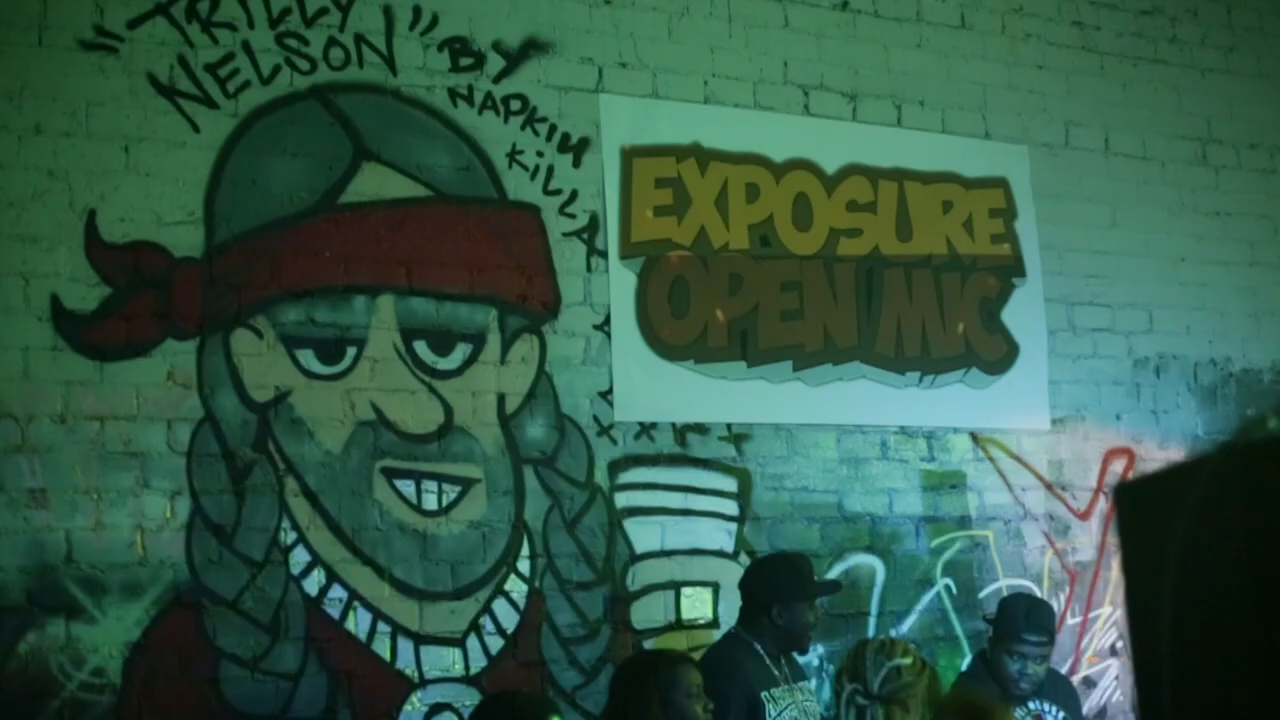 "TRILLY
NELSON"
BY
NAPKIN
KILLA
EXPOSURE
OPEN MIC